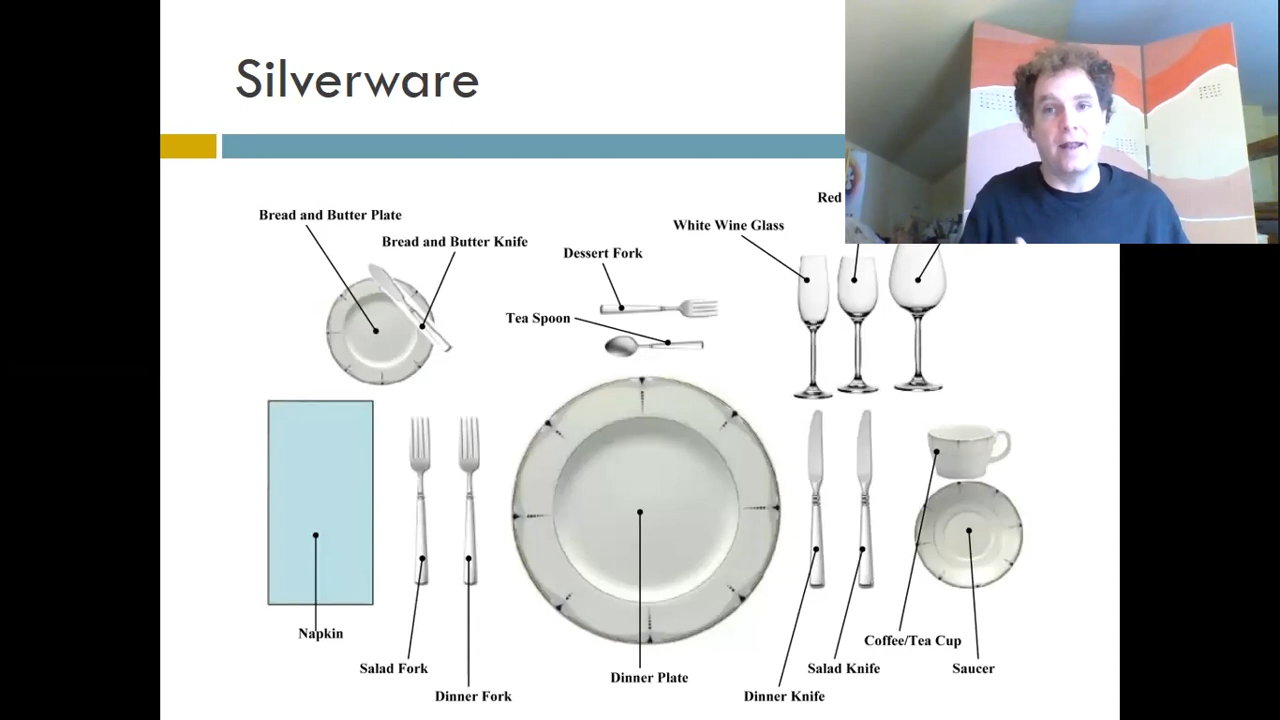 Silverware
Red
Bread and Butter Plate
White Wine Glass
Bread and Butter Knife
Dessert Fork
Tea Spoon
Napkin
Coffee/Tea Cup
Salad Fork
Salad Knife
Saucer
Dinner Plate
Dinner Fork
Dinner Knife